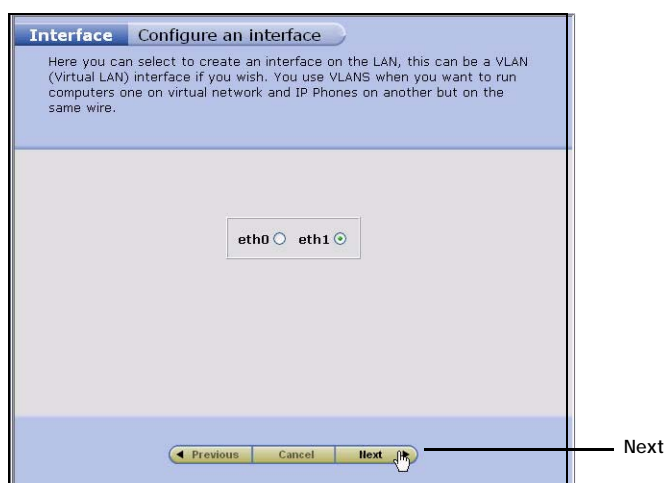 Interface Configure an interface
Here you can select to create an interface on the LAN, this can be a VLAN
(Virtual LAN) interface if you wish. You use VLANS when you want to run
computers one on virtual network and IP Phones on another but on the
same wire.
eth0 eth1
Previous Cancel Next
Next